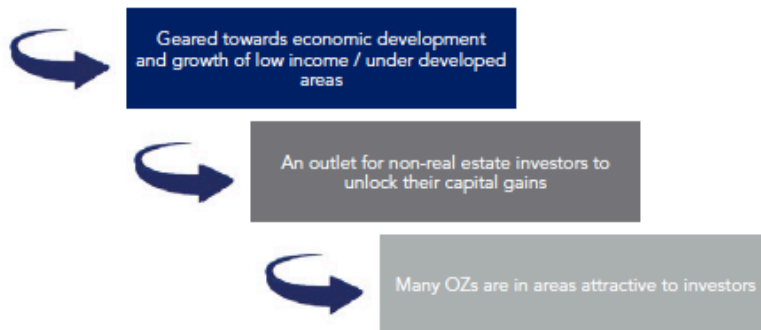 Geared towards economic development
and growth of low income / under developed
areas
An outlet for non-real estate investors to
unlock their capital gains
Many OZs are in areas attractive to investors